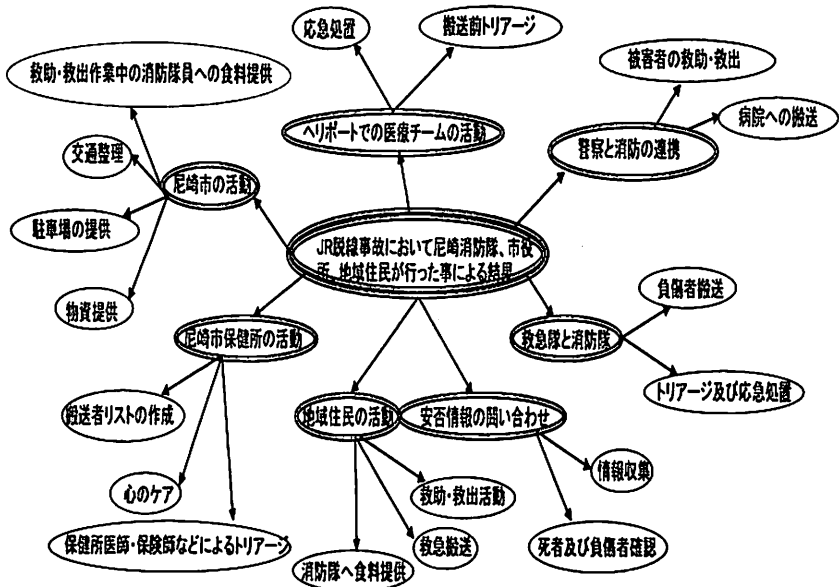 応急処置
搬送前トリアージ
救助・救出作業中の消防隊員への食料提供
被害者の救助・救出
ヘリポートでの医療チームの活動
病院への搬送
交通整理
警察と消防の連携
尼崎市の活動
駐車場の提供
JR脱線事故において尼崎消防隊、市役
所、地域住民が行った事による結果
物資提供
負傷者搬送
尼崎市保健所の活動
救急隊と消防隊
トリアージ及び応急処置
搬送者リストの作成
地域住民の活動
安否情報の問い合わせ
情報収集
心のケア
救助・救出活動
保健所医師・保険師などによるトリアージ
救急搬送
死者及び負傷者確認
消防隊へ食料提供